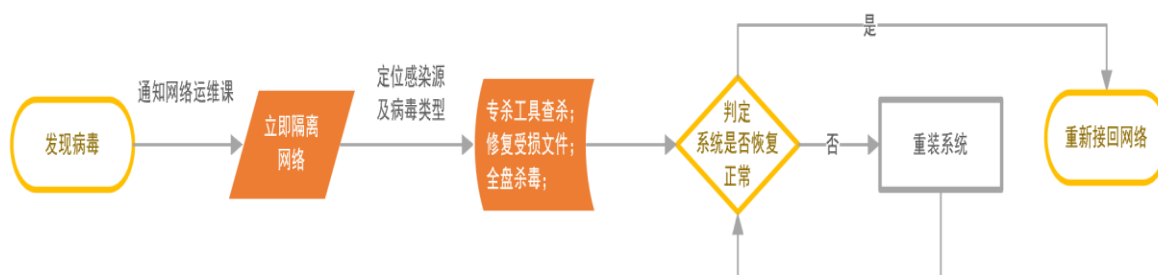 发现病毒
通知网络运维课
立即隔离
网络
定位感染源
及病毒类型
专杀工具查杀；
修复受损文件；
全盘杀毒；
判定
系统是否恢复
正常
是
否
重装系统
重新接回网络